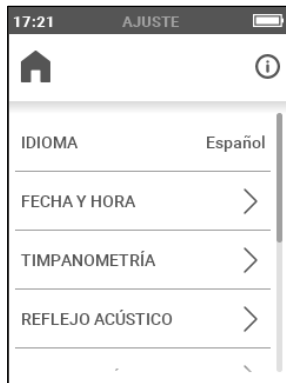 17:21 AJUSTE
IDIOMA Español
FECHA Y HORA
TIMPANOMETRÍA
REFLEJO ACÚSTICO